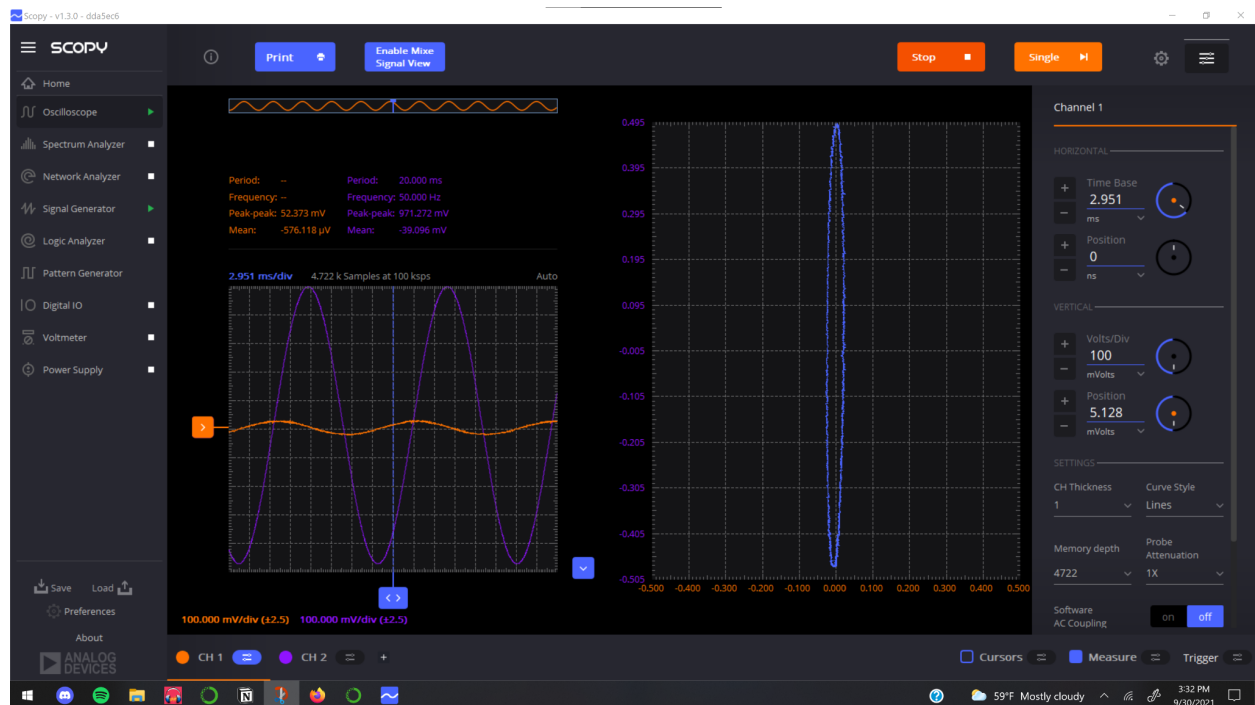 Scopy - v1.3.0 - dda5ec6
SCOPY
Print
Enable Mixe
Signal View
Stop
Single
Home
Oscilloscope
Spectrum Analyzer
Network Analyzer
Signal Generator
Logic Analyzer
Pattern Generator
Digital IO
Voltmeter
Power Supply
Save
Load
Preferences
About
ANALOG
DEVICES
Period: --
Period: 20.000 ms
Frequency: --
Frequency: 50.000 Hz
Peak-peak: 52.373 mV
Peak-peak: 971.272 mV
Mean: -576.118 µV
Mean: -39.096 mV
2.951 ms/div
4.722 k Samples at 100 ksps
Auto
100.000 mV/div (±2.5)
100.000 mV/div (±2.5)
0.495
0.395
0.295
0.195
0.095
-0.005
-0.105
-0.205
-0.305
-0.405
-0.505
-0.500 -0.400 -0.300 -0.200 -0.100 0.000 0.100 0.200 0.300 0.400 0.500
Channel 1
HORIZONTAL
Time Base
2.951
ms
Position
0
ns
VERTICAL
Volts/Div
100
mVolts
Position
5.128
mVolts
SETTINGS
CH Thickness
Curve Style
1
Lines
Memory depth
Probe
Attenuation
4722
1X
Software
AC Coupling
on off
CH 1
CH 2
+
Cursors
Measure
Trigger
59°F Mostly cloudy
3:32 PM
9/30/2021